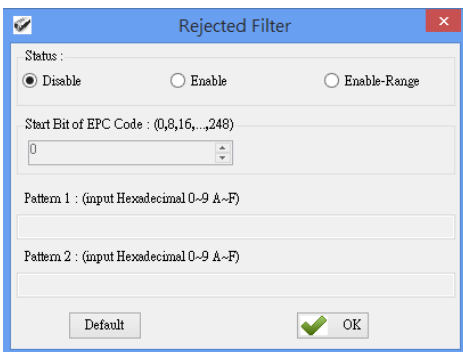 Rejected Filter
Status :
Disable Enable Enable-Range
Start Bit of EPC Code : (0,8,16,...,248)
0
Pattern 1 : (input Hexadecimal 0~9 A~F)
Pattern 2 : (input Hexadecimal 0~9 A~F)
Default OK